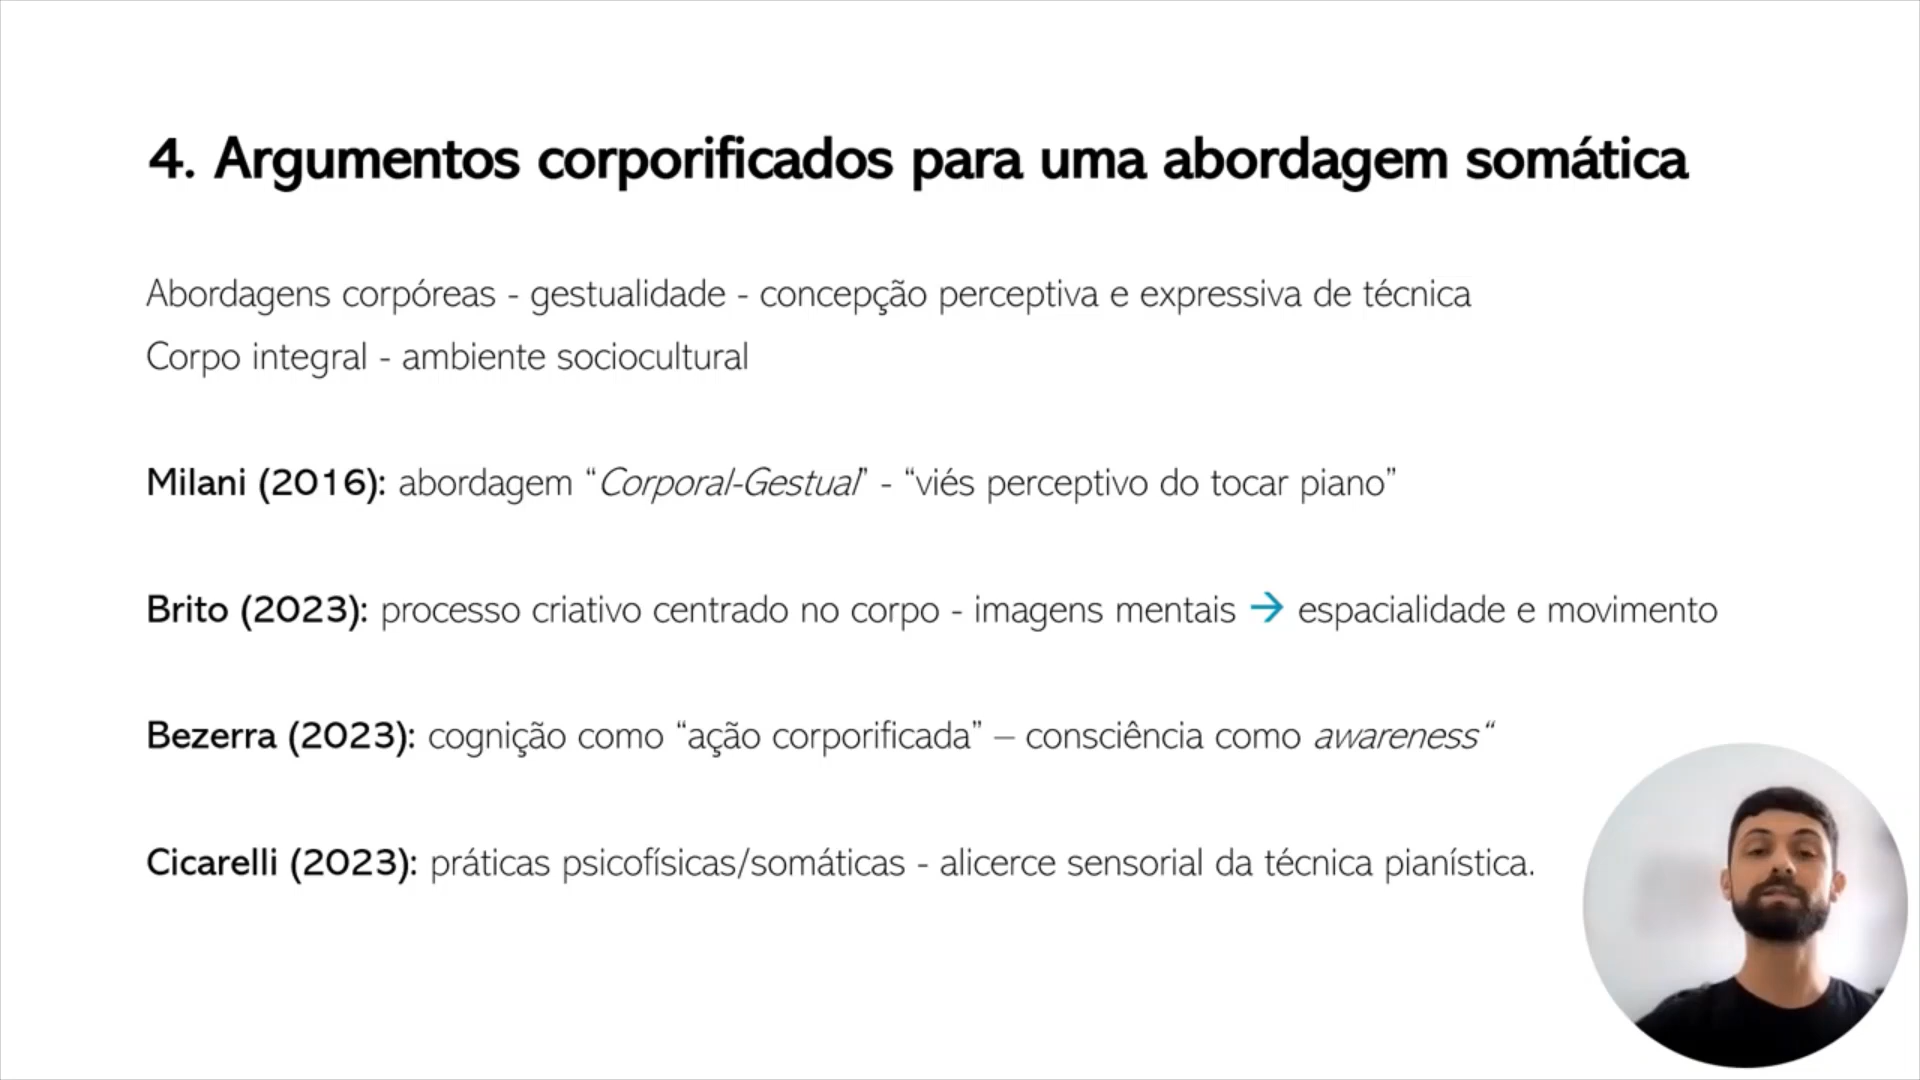 4. Argumentos corporificados para uma abordagem somática
Abordagens corpóreas - gestualidade - concepção perceptiva e expressiva de técnica
Corpo integral - ambiente sociocultural
Milani (2016): abordagem “Corporal-Gestual” - “viés perceptivo do tocar piano”
Brito (2023): processo criativo centrado no corpo - imagens mentais → espacialidade e movimento
Bezerra (2023): cognição como “ação corporificada” – consciência como awareness“
Cicarelli (2023): práticas psicofísicas/somáticas - alicerce sensorial da técnica pianística.